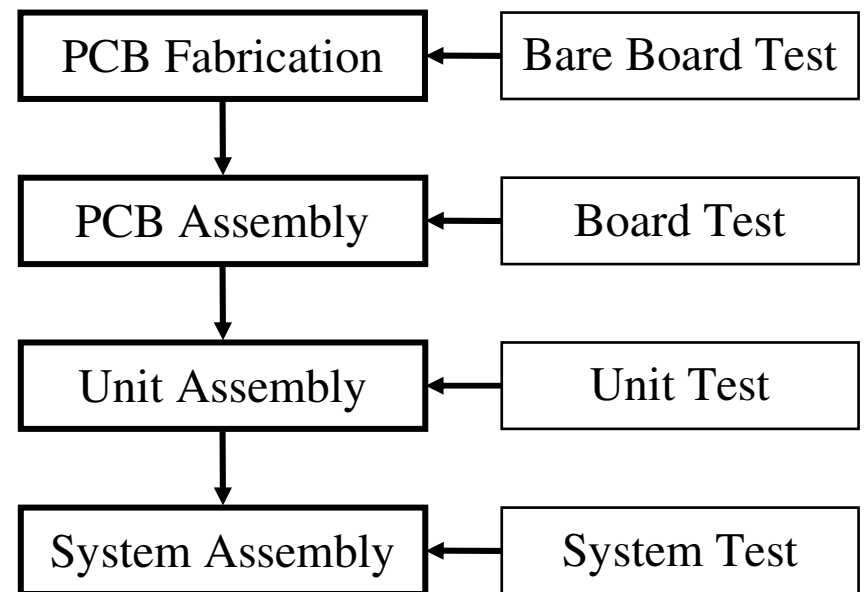 PCB Fabrication
Bare Board Test
PCB Assembly
Board Test
Unit Assembly
Unit Test
System Assembly
System Test